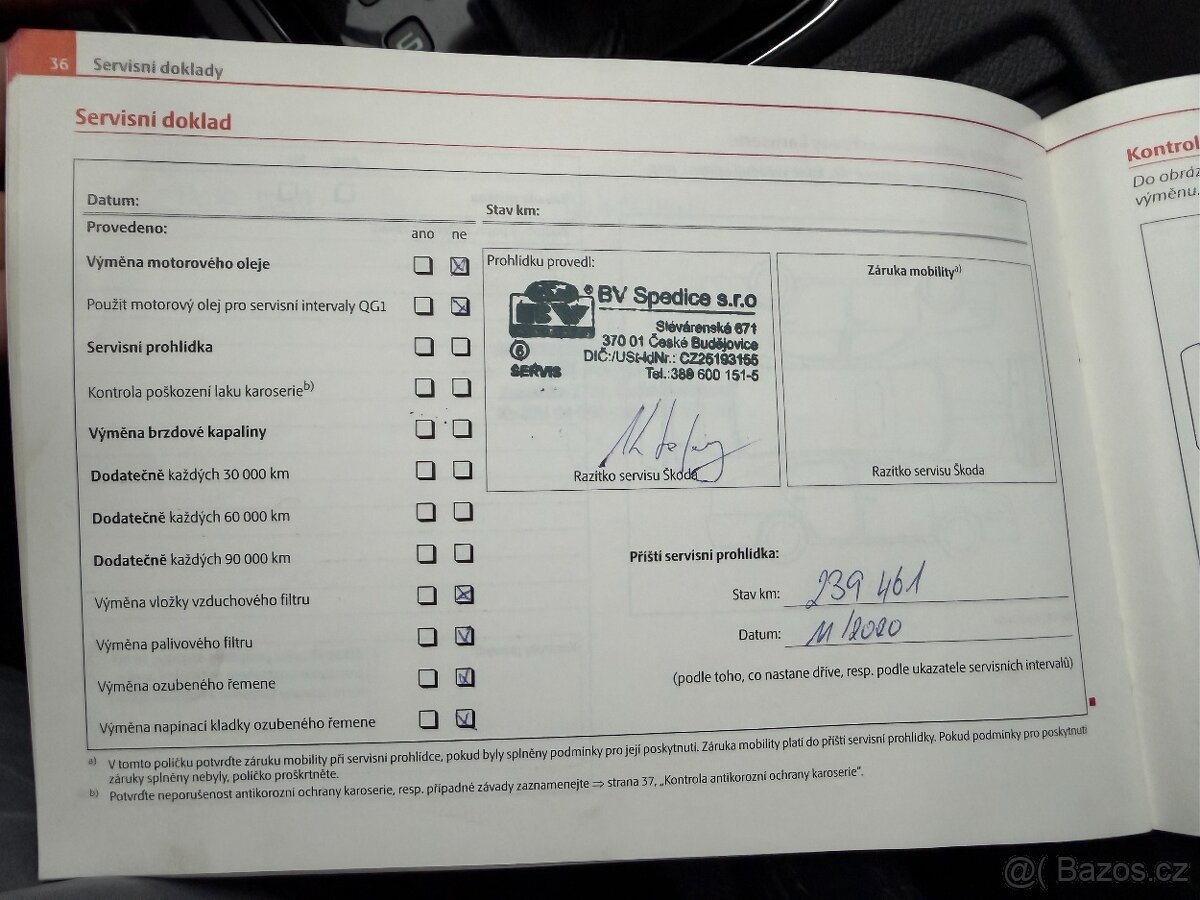 36 Servisní doklady
Servisní doklad
Datum:
Stav km:
Provedeno:
ano ne
Výměna motorového oleje
Použit motorový olej pro servisní intervaly QG1
Servisní prohlídka
Kontrola poškození laku karoserieb)
Výměna brzdové kapaliny
Dodatečně každých 30 000 km
Dodatečně každých 60 000 km
Dodatečně každých 90 000 km
Výměna vložky vzduchového filtru
Výměna palivového filtru
Výměna ozubeného řemene
Výměna napínací kladky ozubeného řemene
Prohlídku provedl:
BV
6
SERVIS
BV Spedice s.r.o
Slévárenská 671
370 01 České Budějovice
DIČ:/USt-IdNr.: CZ25193155
Tel.:389 600 151-5
Razítko servisu Škoda
Záruka mobilitya)
Razítko servisu Škoda
Příští servisní prohlídka:
Stav km: 239 461
Datum: 11/2020
(podle toho, co nastane dříve, resp. podle ukazatele servisních intervalů)
a) V tomto políčku potvrďte záruku mobility při servisní prohlídce, pokud byly splněny podmínky pro její poskytnutí. Záruka mobility platí do příští servisní prohlídky. Pokud podmínky pro poskytnutí
záruky splněny nebyly, políčko proškrtněte.
b) Potvrďte neporušenost antikorozní ochrany karoserie, resp. případné závady zaznamenejte ⇒ strana 37, „Kontrola antikorozní ochrany karoserie“.
Kontrol
Do obráz
výměnu.
@( Bazos.cz